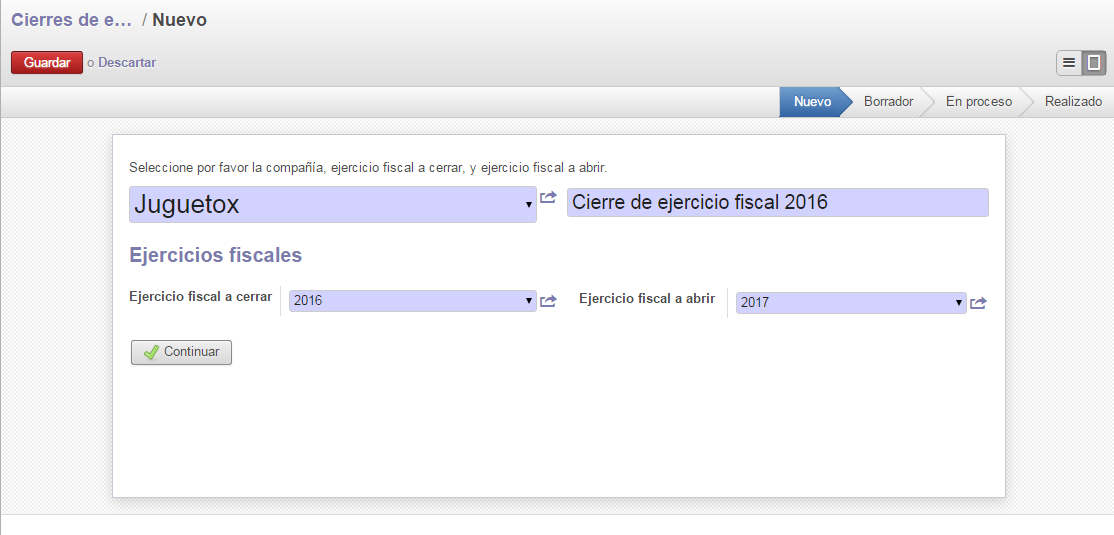 Cierres de e... / Nuevo
Guardar o Descartar
Nuevo Borrador En proceso Realizado
Seleccione por favor la compañía, ejercicio fiscal a cerrar, y ejercicio fiscal a abrir.
Juguetox Cierre de ejercicio fiscal 2016
Ejercicios fiscales
Ejercicio fiscal a cerrar 2016 Ejercicio fiscal a abrir 2017
Continuar